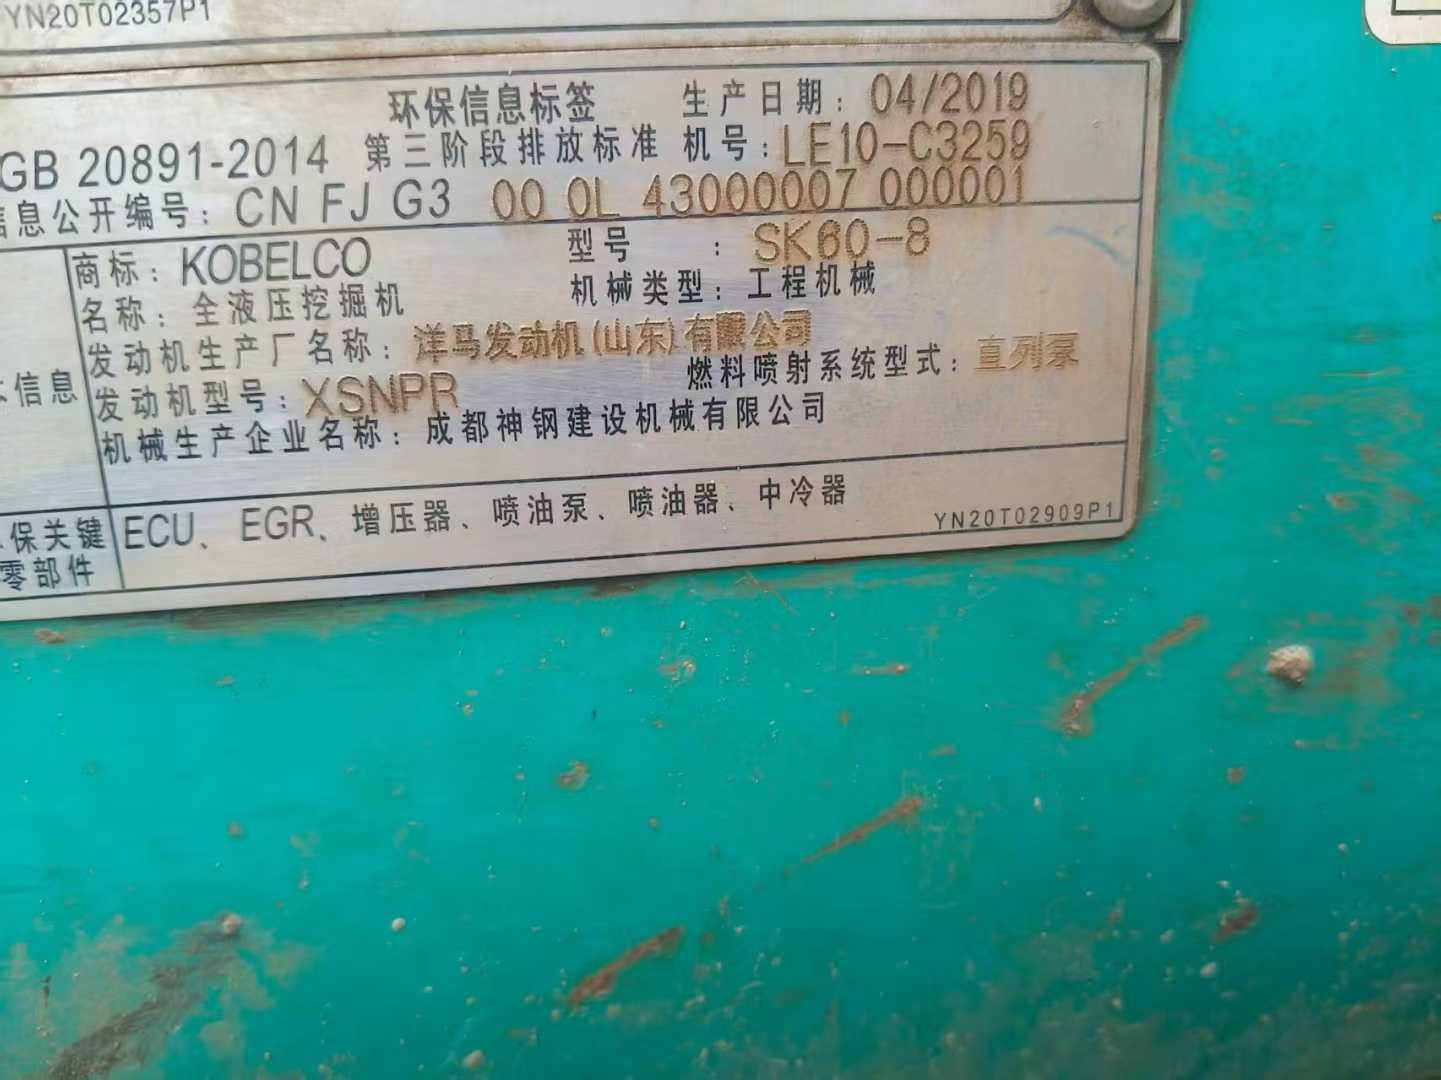 YN20T02357P1
环保信息标签 生产日期：04/2019
GB 20891-2014 第三阶段排放标准 机号：LE10-C3259
信息公开编号：CN FJ G3 00 0L 43000007 000001
商标：KOBELCO 型号：SK60-8
名称：全液压挖掘机 机械类型：工程机械
发动机生产厂名称：洋马发动机(山东)有限公司
信息 发动机型号：XSNPR 燃料喷射系统型式：直列泵
机械生产企业名称：成都神钢建设机械有限公司
保关键 ECU、EGR、增压器、喷油泵、喷油器、中冷器
零部件 YN20T02909P1